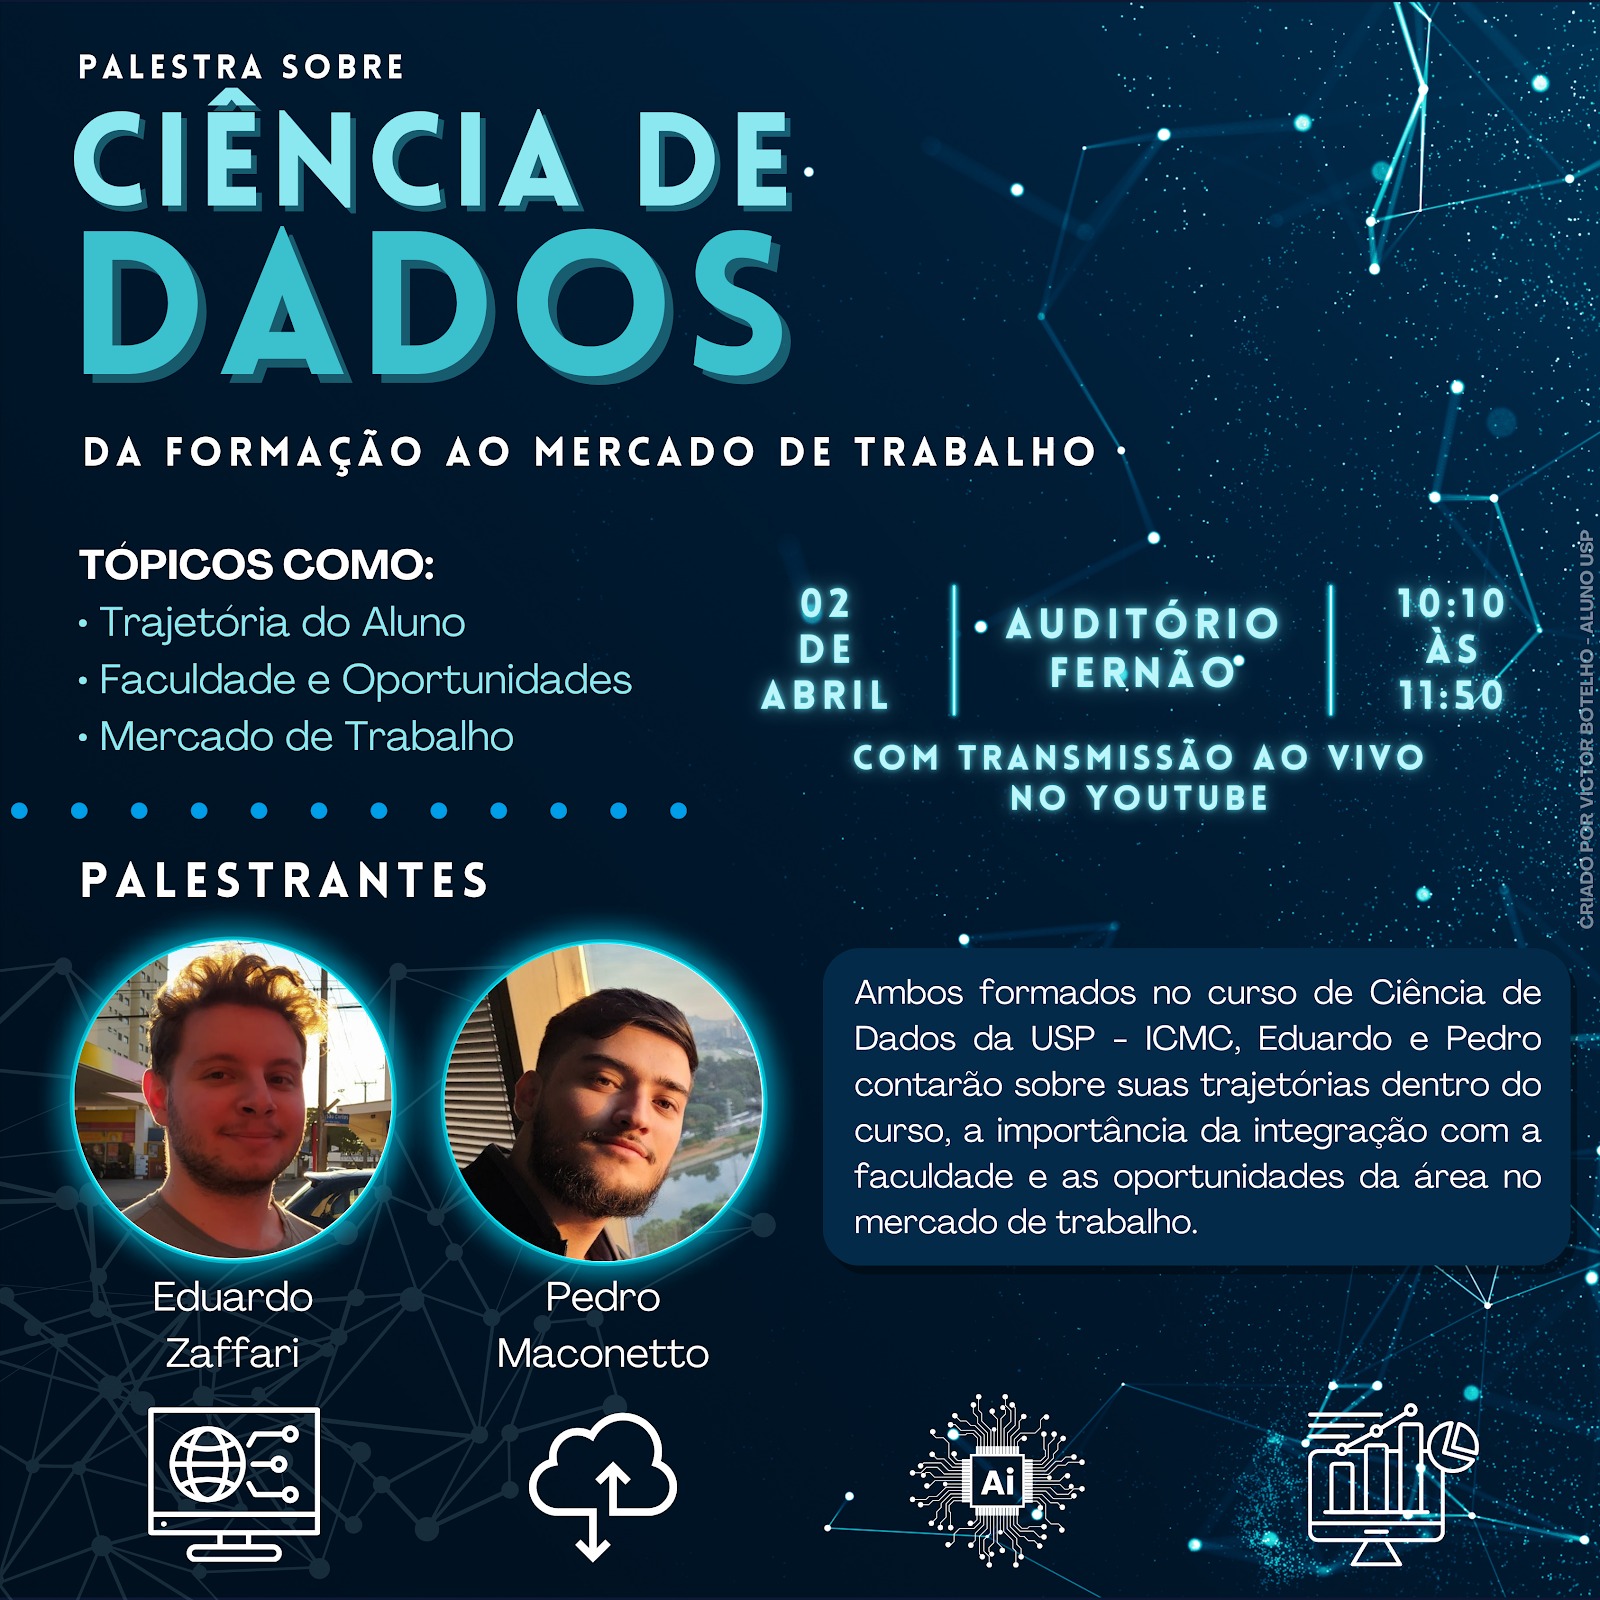 PALESTRA SOBRE
CIÊNCIA DE
DADOS
DA FORMAÇÃO AO MERCADO DE TRABALHO
TÓPICOS COMO:
• Trajetória do Aluno
• Faculdade e Oportunidades
• Mercado de Trabalho
02
DE
ABRIL
AUDITÓRIO
FERNÃO
10:10
ÀS
11:50
COM TRANSMISSÃO AO VIVO
NO YOUTUBE
CRIADO POR VICTOR BOTELHO - ALUNO USP
PALESTRANTES
Eduardo
Zaffari
Pedro
Maconetto
Ambos formados no curso de Ciência de
Dados da USP - ICMC, Eduardo e Pedro
contarão sobre suas trajetórias dentro do
curso, a importância da integração com a
faculdade e as oportunidades da área no
mercado de trabalho.
Ai